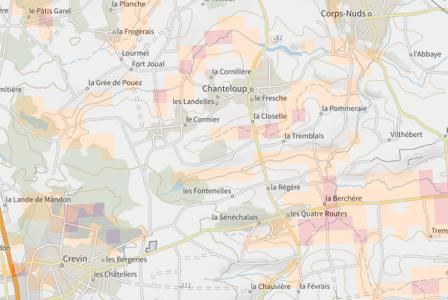 le Pâtis Garel
la Planche
Corps-Nuds
la Frogerais
Lourmel
Fort Joual
l'Abbaye
la Cornillère
la Grée de Pouez
Chanteloup
les Landelles
le Fresche
la Pommeraie
le Cormier
la Closelle
la Tremblais
Vilthébert
les Fontenelles
la Régère
la Lande de Mandon
la Berchère
la Sénéchalais
les Quatre Routes
Trem
Crevin
les Bergeries
les Châteliers
la Chauvière
la Févrais